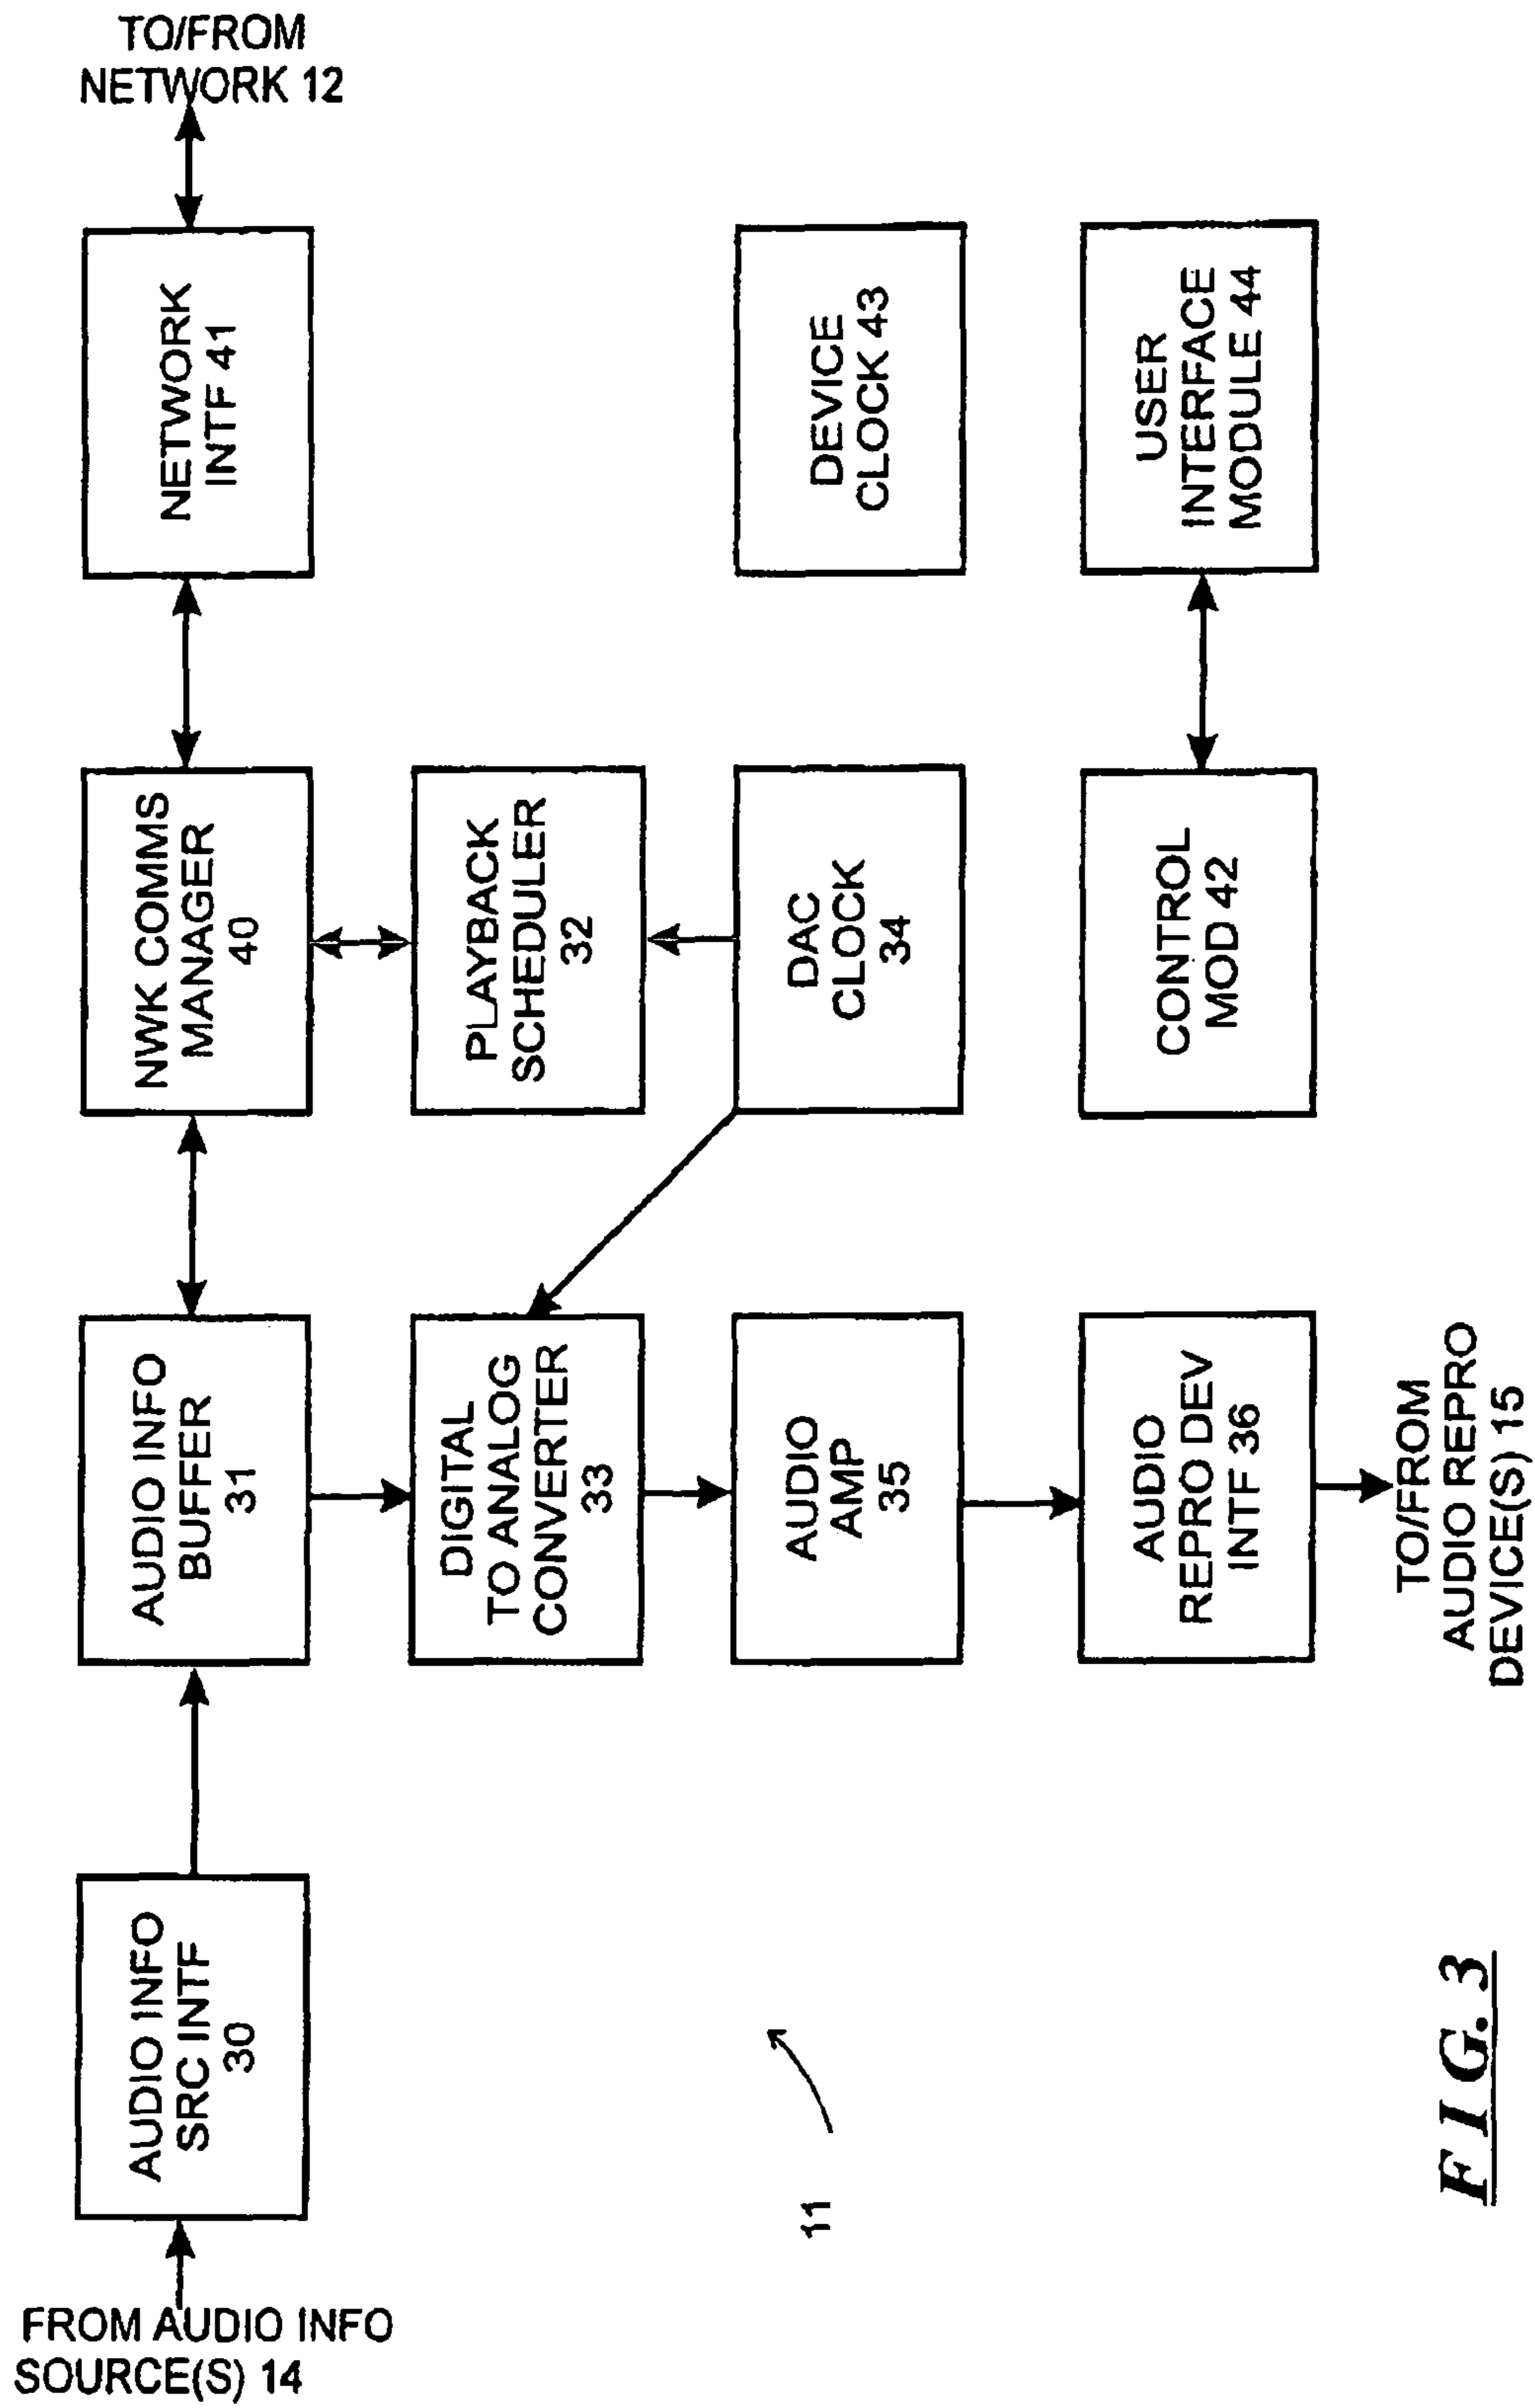 TO/FROM
NETWORK 12
NETWORK
INTF 41
DEVICE
CLOCK 43
USER
INTERFACE
MODULE 44
NWK COMMS
MANAGER
40
PLAYBACK
SCHEDULER
32
DAC
CLOCK
34
CONTROL
MOD 42
AUDIO INFO
BUFFER
31
DIGITAL
TO ANALOG
CONVERTER
33
AUDIO
AMP
35
AUDIO
REPRO DEV
INTF 36
TO/FROM
AUDIO REPRO
DEVICE(S) 15
AUDIO INFO
SRC INTF
30
11
FROM AUDIO INFO
SOURCE(S) 14
FIG. 3